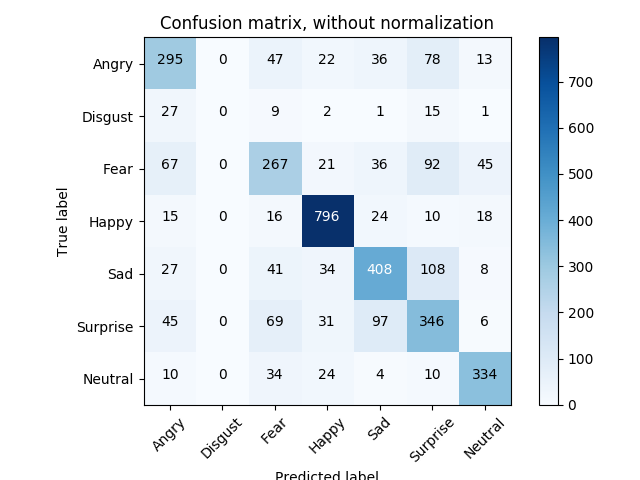 Confusion matrix, without normalization
Angry 295 0 47 22 36 78 13
Disgust 27 0 9 2 1 15 1
Fear 67 0 267 21 36 92 45
Happy 15 0 16 796 24 10 18
Sad 27 0 41 34 408 108 8
Surprise 45 0 69 31 97 346 6
Neutral 10 0 34 24 4 10 334
True label
Angry Disgust Fear Happy Sad Surprise Neutral
Predicted label
700
600
500
400
300
200
100
0